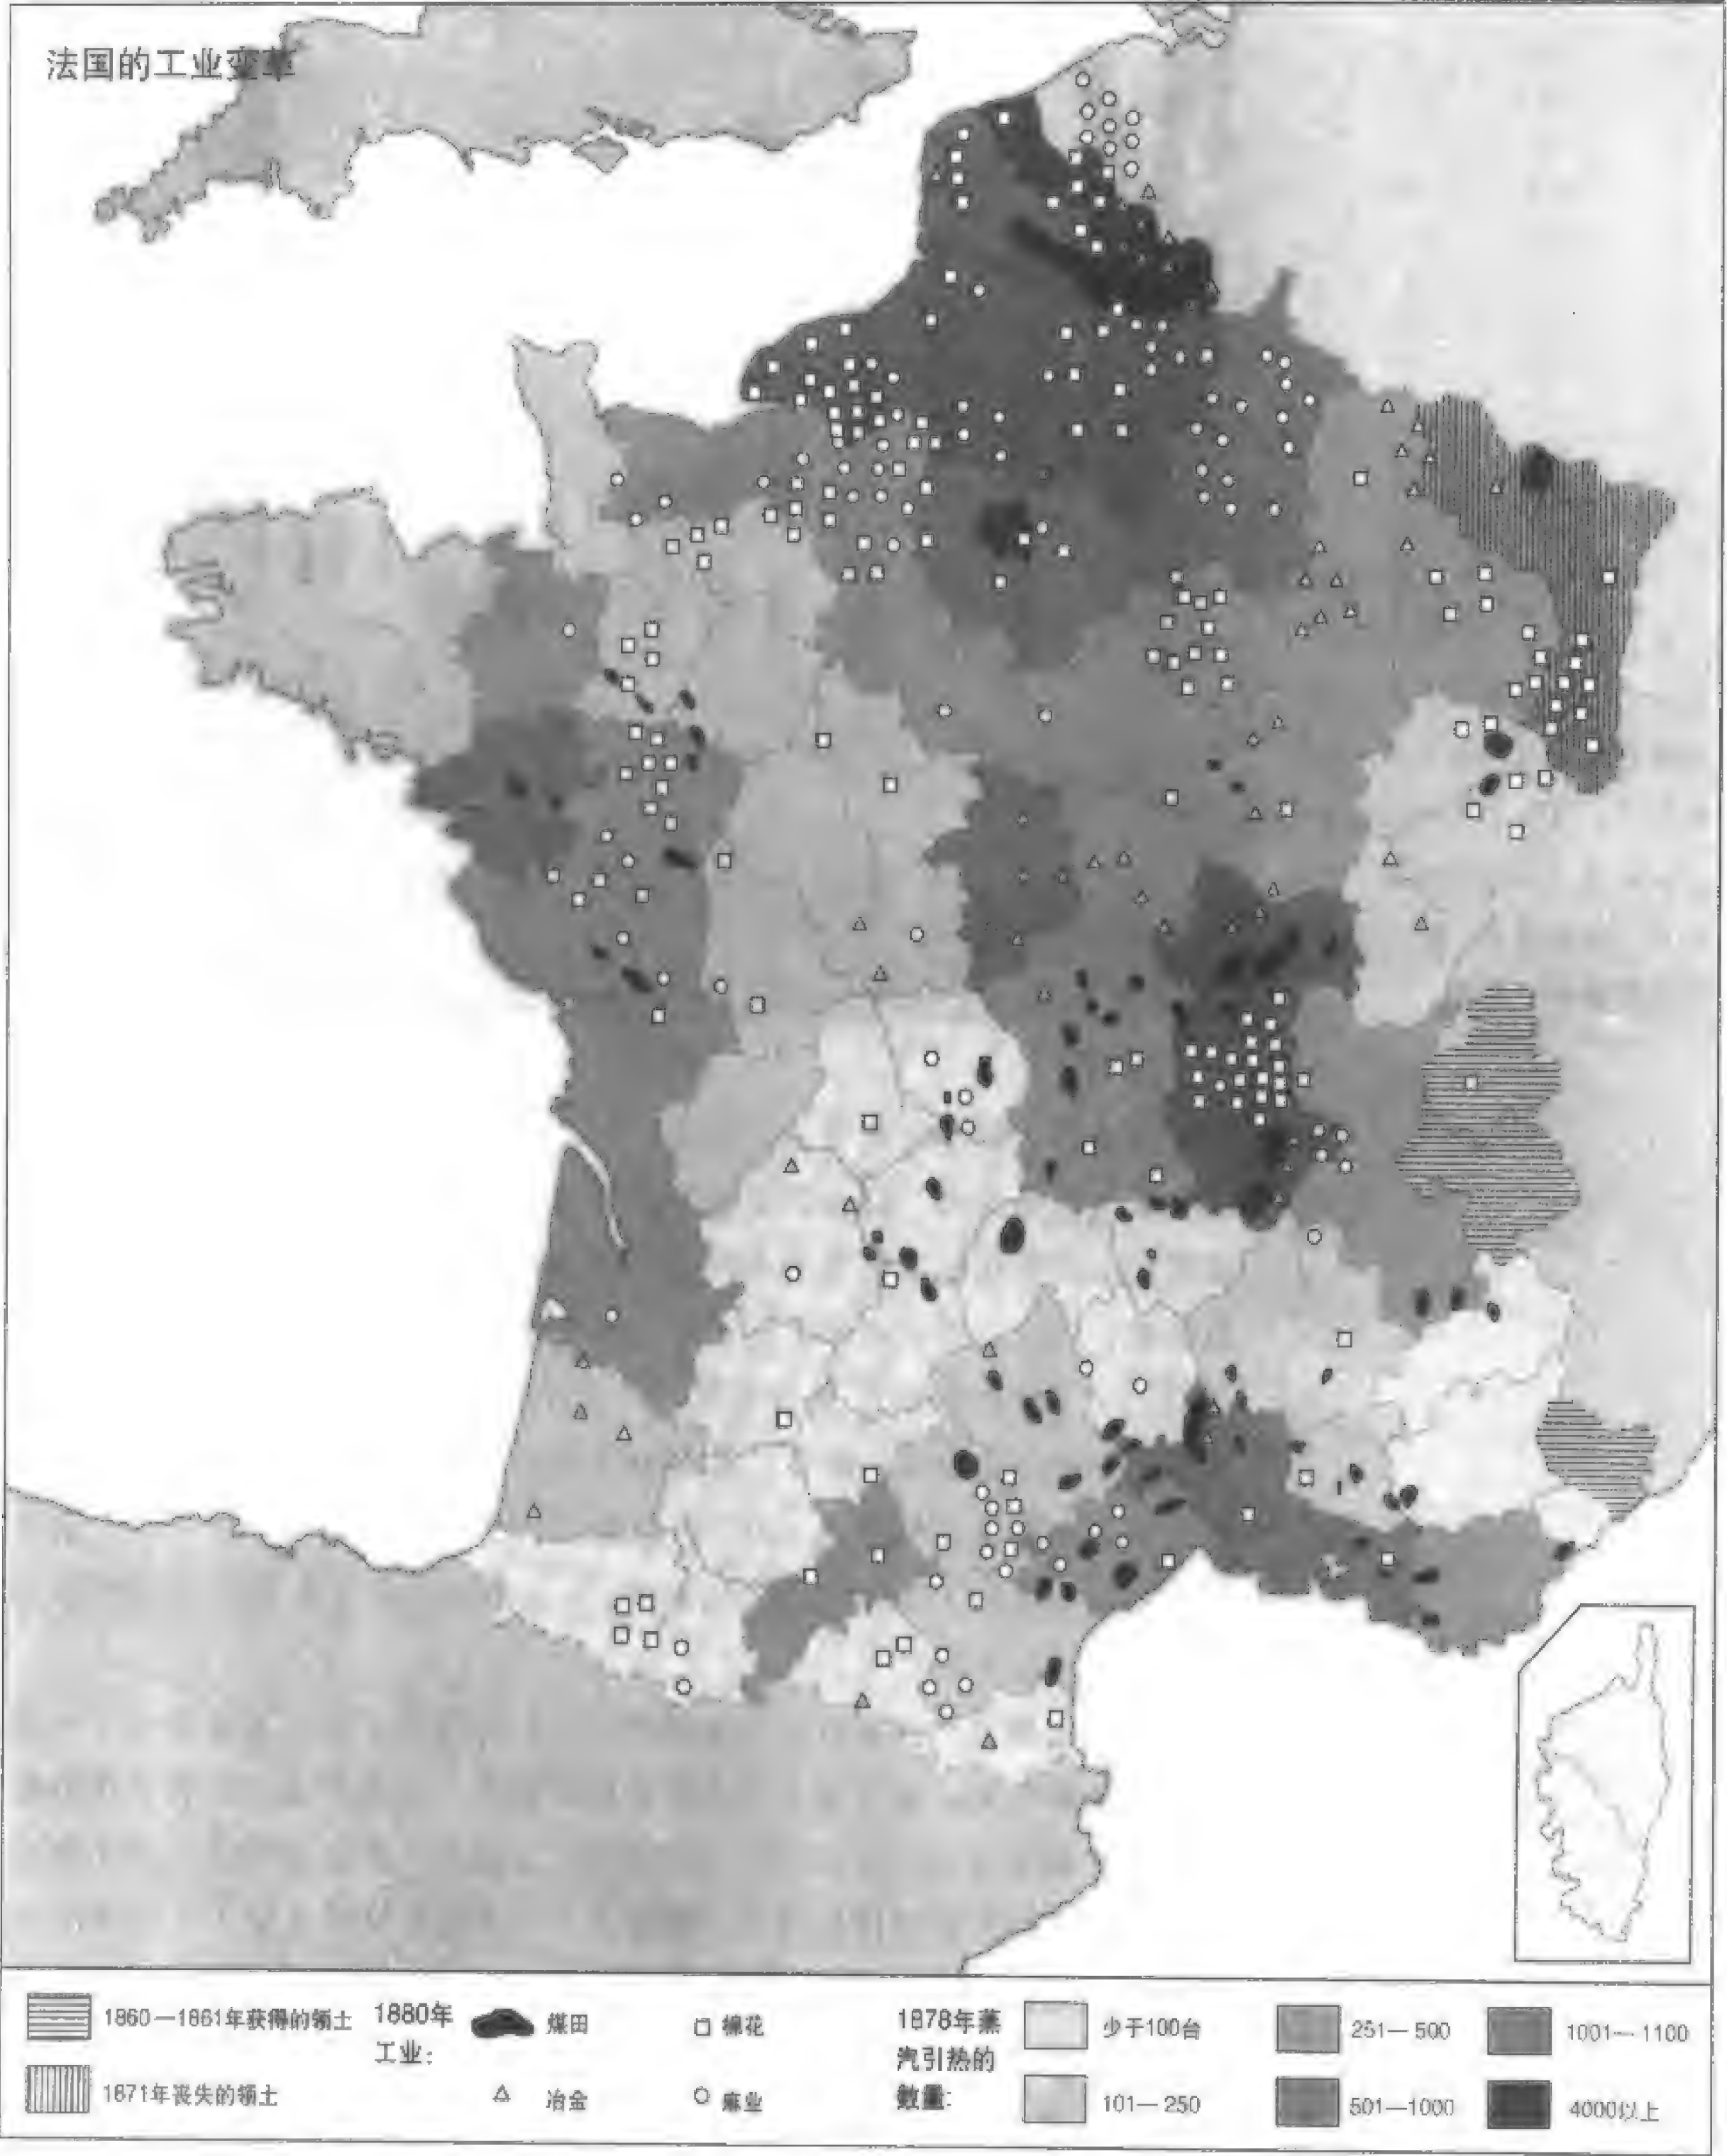 法国的工业变革
1860—1861年获得的领土
1871年丧失的领土
1880年
工业:
煤田
冶金
棉花
麻业
1878年蒸
汽引热的
数量:
少于100台
101—250
251—500
501—1000
1001—1100
4000以上